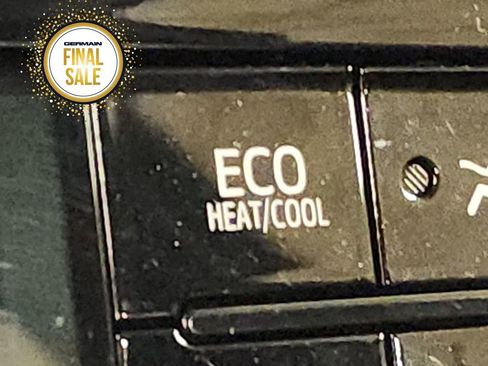 GERMAIN
FINAL
SALE
ECO
HEAT/COOL